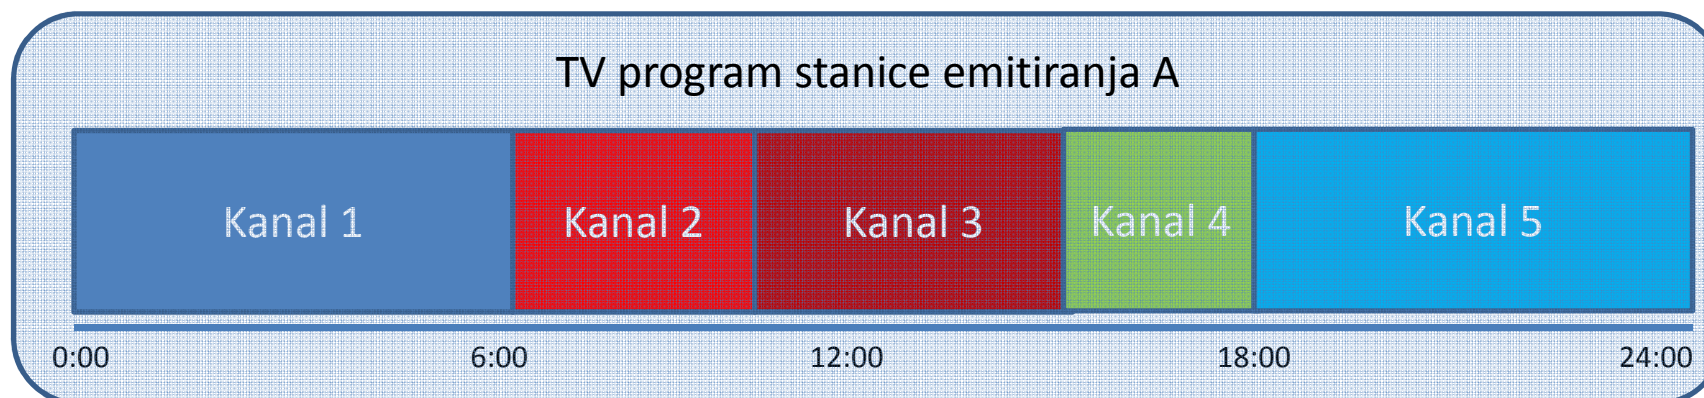 TV program stanice emitiranja A
Kanal 1 Kanal 2 Kanal 3 Kanal 4 Kanal 5
0:00 6:00 12:00 18:00 24:00